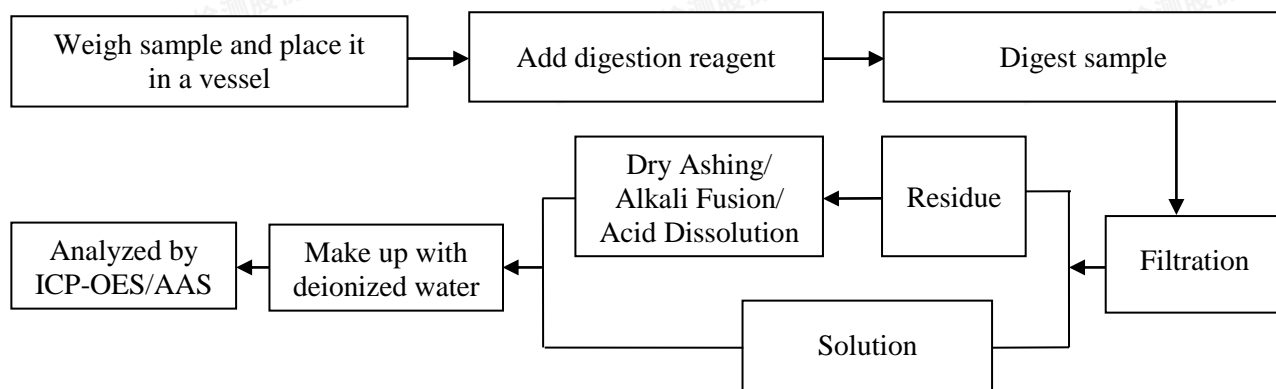 Weigh sample and place it
in a vessel
Add digestion reagent
Digest sample
Filtration
Residue
Dry Ashing/
Alkali Fusion/
Acid Dissolution
Solution
Make up with
deionized water
Analyzed by
ICP-OES/AAS